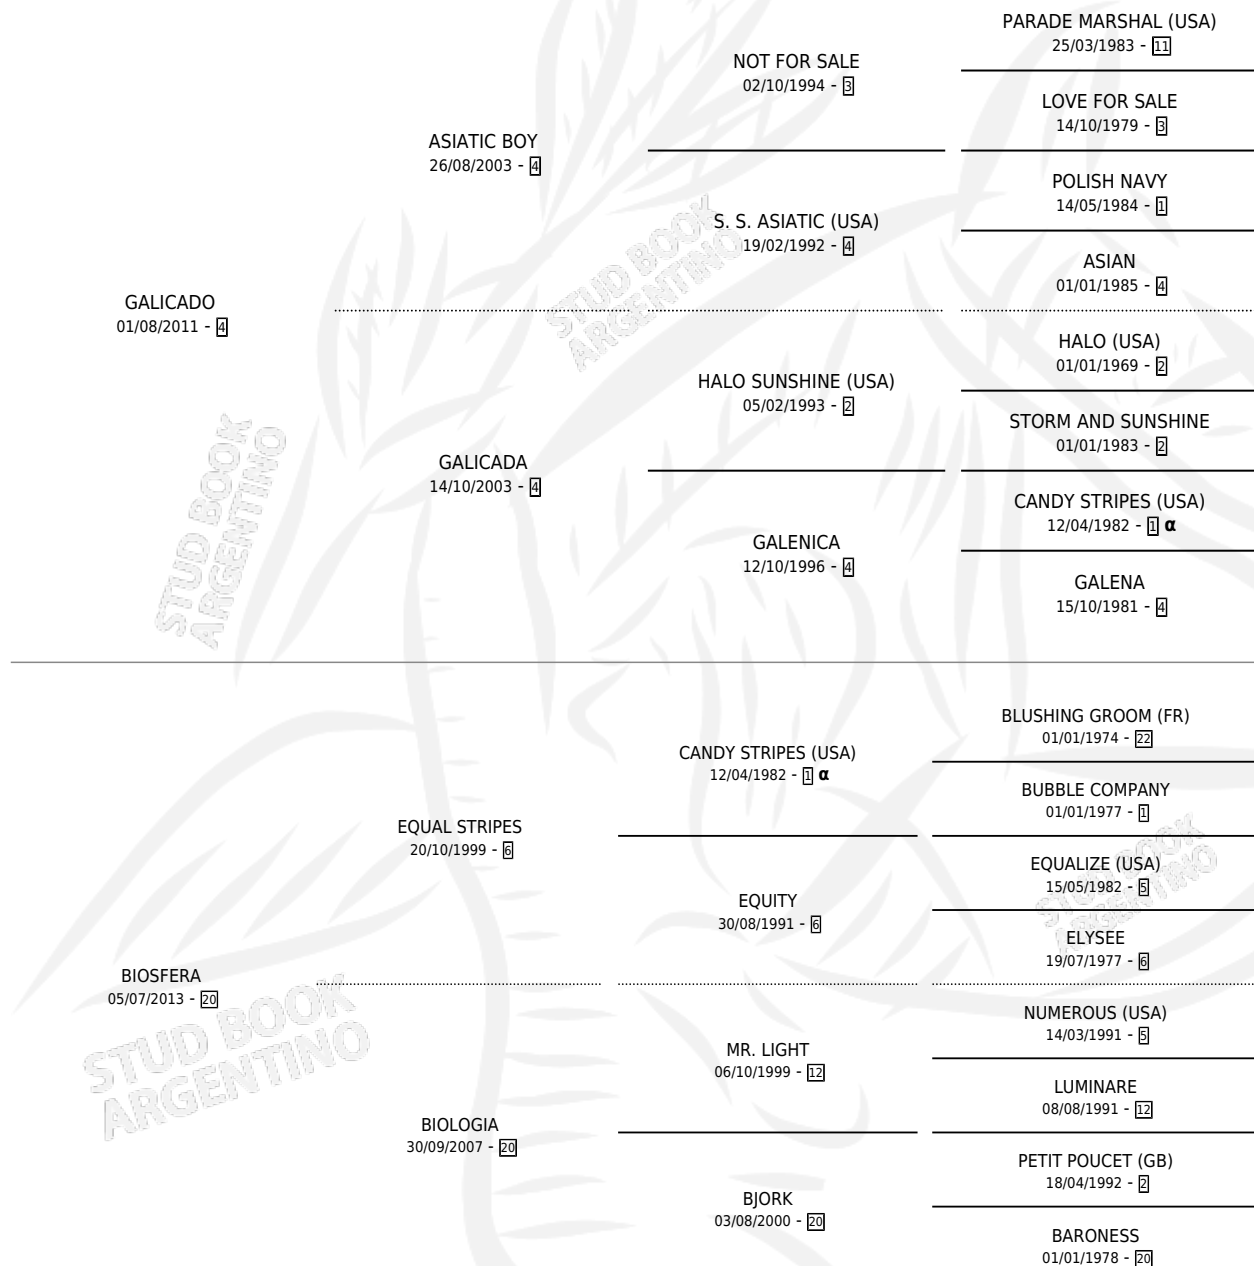 PARADE MARSHAL (USA)
25/03/1983 - 11
NOT FOR SALE
02/10/1994 - 3
LOVE FOR SALE
14/10/1979 - 3
ASIATIC BOY
26/08/2003 - 4
POLISH NAVY
14/05/1984 - 1
S. S. ASIATIC (USA)
19/02/1992 - 4
ASIAN
01/01/1985 - 4
GALICADO
01/08/2011 - 4
HALO (USA)
01/01/1969 - 2
HALO SUNSHINE (USA)
05/02/1993 - 2
STORM AND SUNSHINE
01/01/1983 - 2
GALICADA
14/10/2003 - 4
CANDY STRIPES (USA)
12/04/1982 - 1 α
GALENICA
12/10/1996 - 4
GALENA
15/10/1981 - 4
BLUSHING GROOM (FR)
01/01/1974 - 22
CANDY STRIPES (USA)
12/04/1982 - 1 α
BUBBLE COMPANY
01/01/1977 - 1
EQUAL STRIPES
20/10/1999 - 6
EQUALIZE (USA)
15/05/1982 - 5
EQUITY
30/08/1991 - 6
ELYSEE
19/07/1977 - 6
BIOSFERA
05/07/2013 - 20
NUMEROUS (USA)
14/03/1991 - 5
MR. LIGHT
06/10/1999 - 12
LUMINARE
08/08/1991 - 12
BIOLOGIA
30/09/2007 - 20
PETIT POUCET (GB)
18/04/1992 - 2
BJORK
03/08/2000 - 20
BARONESS
01/01/1978 - 20
STUD BOOK
ARGENTINO
STUD BOOK
ARGENTINO
STUD BOOK
ARGENTINO
STUD BOOK
ARGENTINO